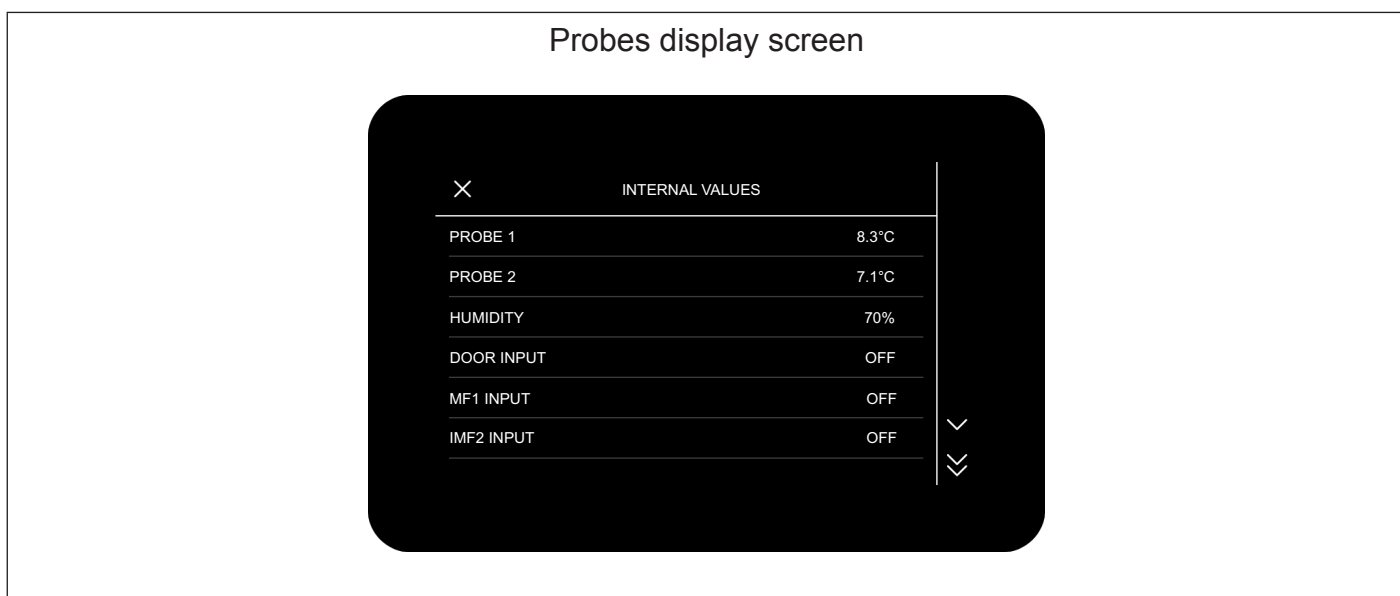 Probes display screen
INTERNAL VALUES
PROBE 1 8.3°C
PROBE 2 7.1°C
HUMIDITY 70%
DOOR INPUT OFF
MF1 INPUT OFF
IMF2 INPUT OFF